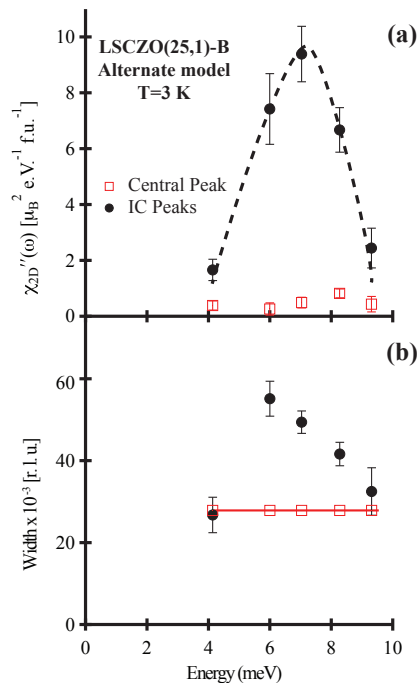 LSCZO(25,1)-B
(a)
Alternate model
T=3 K
Central Peak
IC Peaks
χ2D''(ω) [μB² e.V.⁻¹ f.u.⁻¹]
10
8
6
4
2
0
(b)
Width x 10⁻³ [r. l. u]
60
40
20
0
0 2 4 6 8 10
Energy (meV)